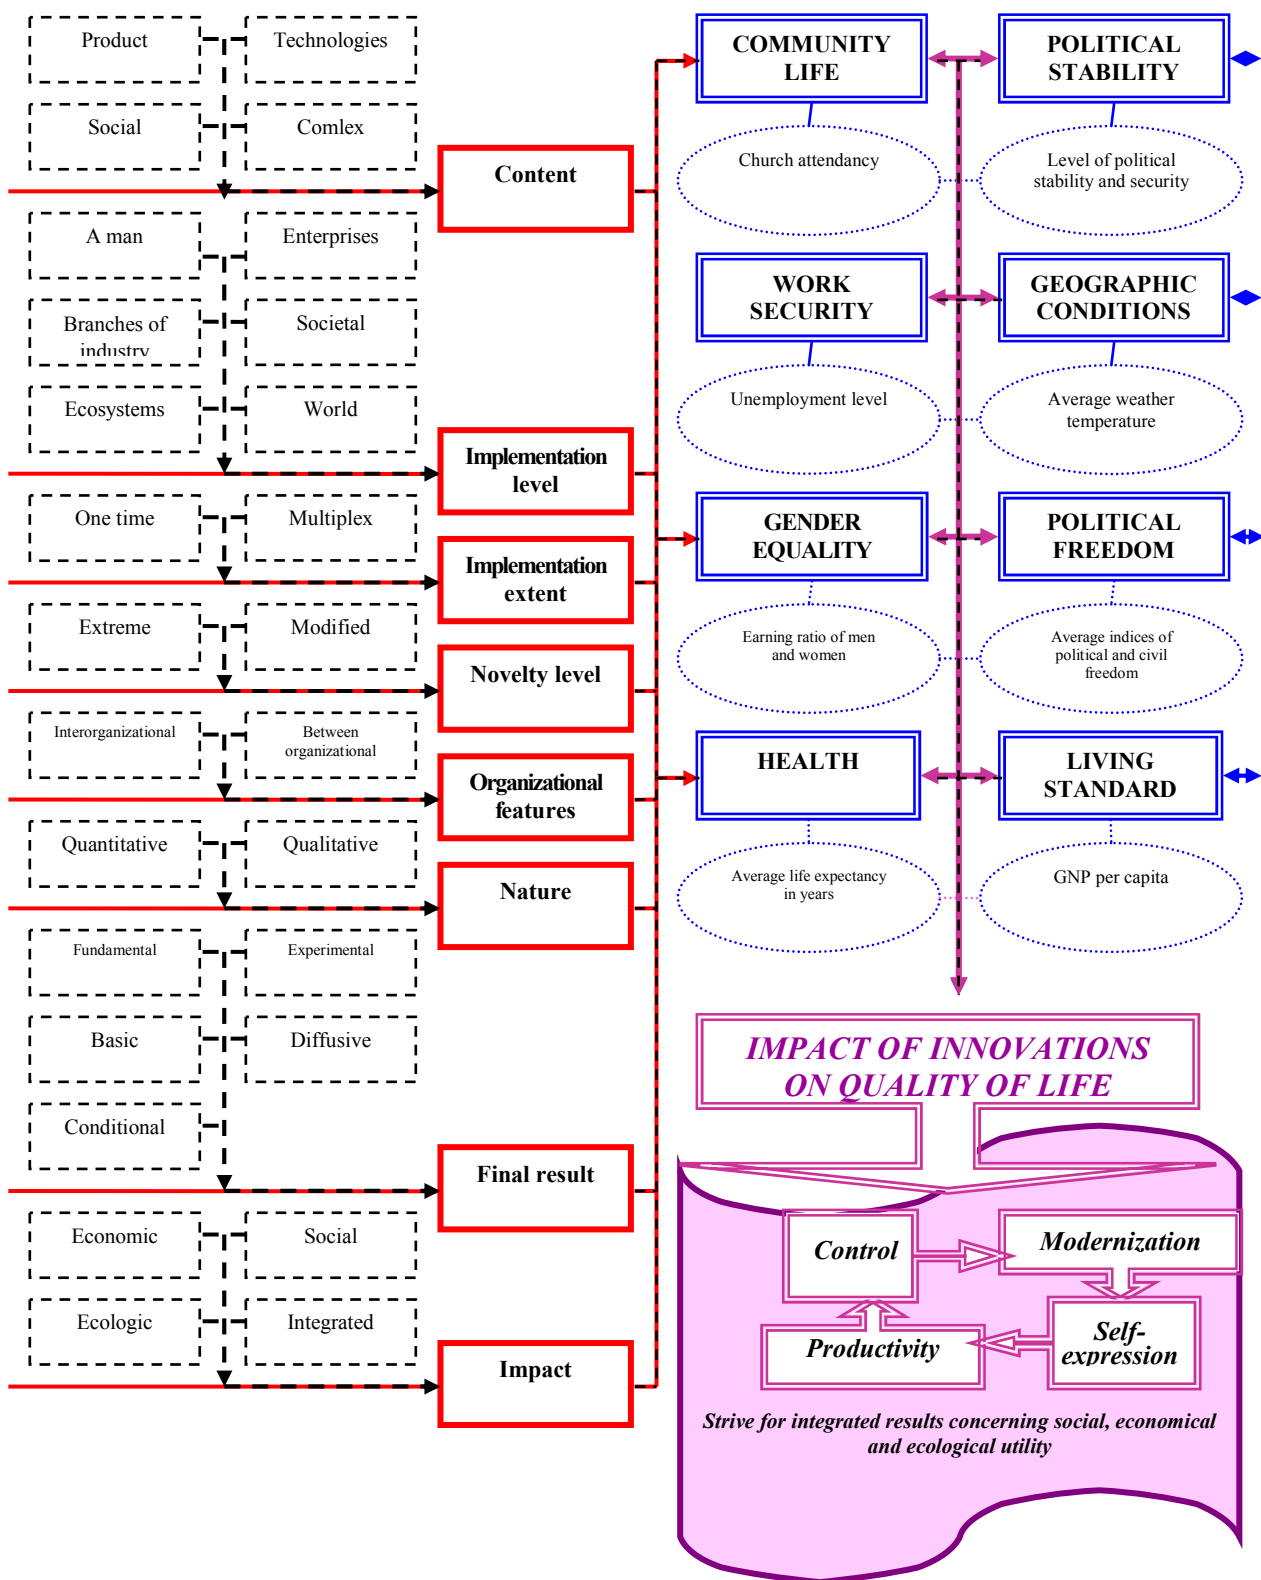 Product
Technologies
Social
Comlex
Content
A man
Enterprises
Branches of
industry
Societal
Ecosystems
World
Implementation
level
One time
Multiplex
Implementation
extent
Extreme
Modified
Novelty level
Interorganizational
Between
organizational
Organizational
features
Quantitative
Qualitative
Nature
Fundamental
Experimental
Basic
Diffusive
Conditional
Final result
Economic
Social
Ecologic
Integrated
Impact
COMMUNITY
LIFE
POLITICAL
STABILITY
Church attendancy
Level of political
stability and security
WORK
SECURITY
GEOGRAPHIC
CONDITIONS
Unemployment level
Average weather
temperature
GENDER
EQUALITY
POLITICAL
FREEDOM
Earning ratio of men
and women
Average indices of
political and civil
freedom
HEALTH
LIVING
STANDARD
Average life expectancy
in years
GNP per capita
IMPACT OF INNOVATIONS
ON QUALITY OF LIFE
Control
Modernization
Productivity
Self-
expression
Strive for integrated results concerning social, economical
and ecological utility